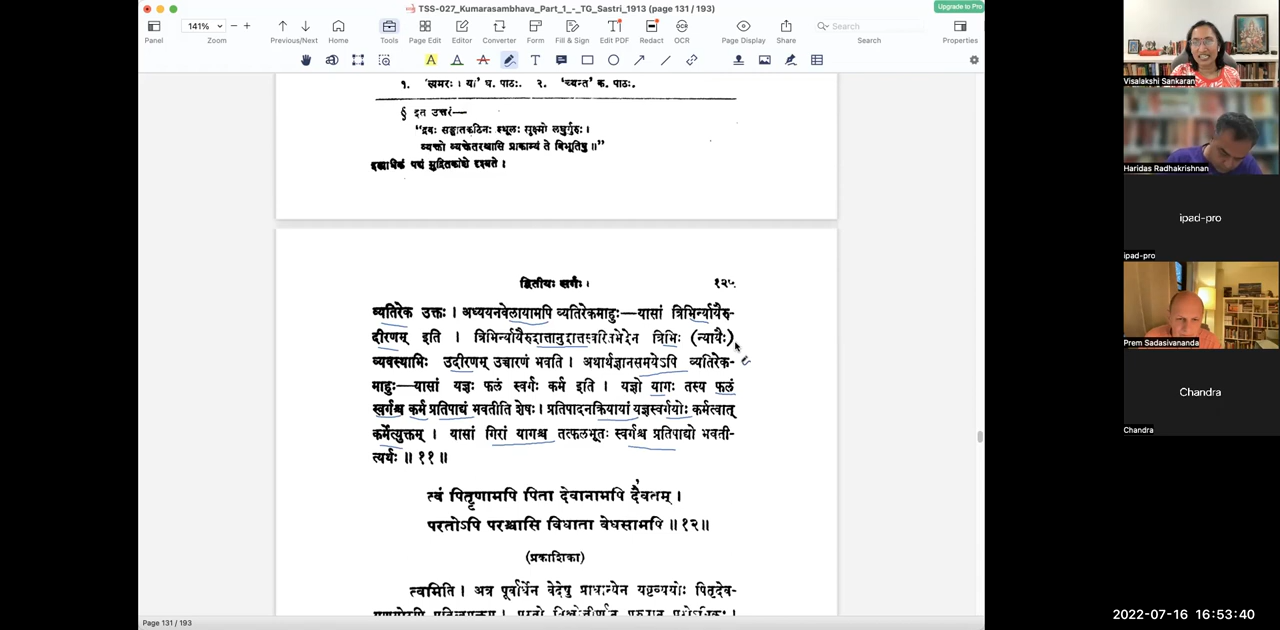 TSS-027_Kumarasambhava_Part_1_-_TG_Sastri_1913 (page 131 / 193)
Upgrade to Pro
141%
Panel
Zoom
Previous/Next
Home
Tools
Page Edit
Editor
Converter
Form
Fill & Sign
Edit PDF
Redact
OCR
Page Display
Share
Search
Search
Properties
१. 'त्वमरः । या' प. पाठः. २. 'च्यन्त' क. पाठः.
§ इत उत्तरं—
“द्रवः सङ्घातकठिनः स्थूलः सूक्ष्मो लघुर्गुरुः ।
व्यक्तो व्यक्तेतरश्चासि प्राकाम्यं ते विभूतिषु ॥”
इत्यधिकं पद्यं मुद्रितकोशे दृश्यते ।
द्वितीयः सर्गः । १२५
व्यतिरेक उक्तः । अध्ययनवेलायामपि व्यतिरेकमाहुः—यासां त्रिभिर्न्यायैरु-
दीरणम् इति । त्रिभिर्न्यायैरुदात्तानुदात्तस्वरितभेदेन त्रिभिः (न्यायैः)
व्यवस्थाभिः उदीरणम् उच्चारणं भवति । अथार्थज्ञानसमयेऽपि व्यतिरेक-
माहुः—यासां यज्ञः फलं स्वर्गः कर्म इति । यज्ञो यागः तस्य फलं
स्वर्गश्च कर्म प्रतिपाद्यं भवतीति शेषः । प्रतिपादनक्रियायां यज्ञस्वर्गयोः कर्मत्वात्
कर्मेत्युक्तम् । यासां गिरां यागश्च तत्फलभूतः स्वर्गश्च प्रतिपाद्यो भवती-
त्यर्थः ॥ ११ ॥
त्वं पितॄणामपि पिता देवानामपि दैवतम् ।
परतोऽपि परश्चासि विधाता वेधसामपि ॥ १२ ॥
(प्रकाशिका)
त्वमिति । अत्र पूर्वार्धेन वेदेषु प्राधान्येन यष्टव्ययोः पितृदेव-
Page 131 / 193
Visalakshi Sankaran
Haridas Radhakrishnan
ipad-pro
ipad-pro
Prem Sadasivananda
Chandra
Chandra
2022-07-16 16:53:40